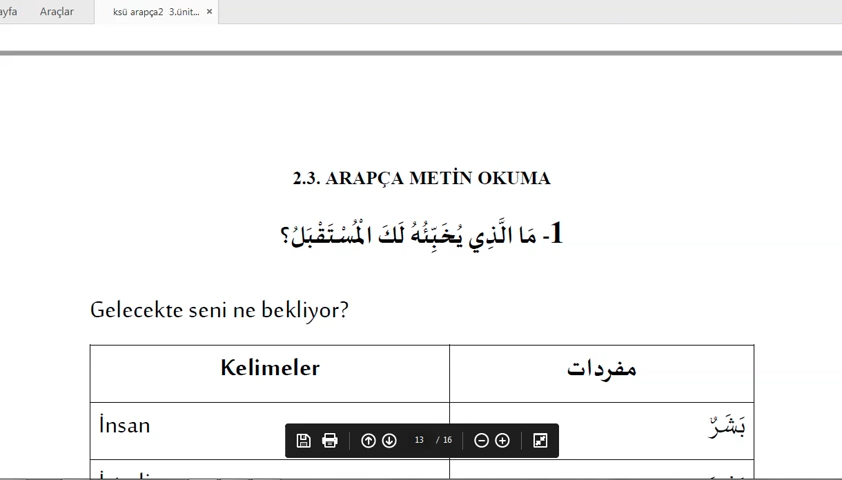 Araçlar
ksü arapça2 3.ünit... ×
2.3. ARAPÇA METİN OKUMA
1- مَا الَّذِي يُخَبِّئُهُ لَكَ الْمُسْتَقْبَلُ؟
Gelecekte seni ne bekliyor?
Kelimeler
مفردات
İnsan
بَشَرٌ
13 / 16